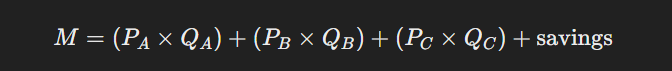 M = (P_A × Q_A) + (P_B × Q_B) + (P_C × Q_C) + savings